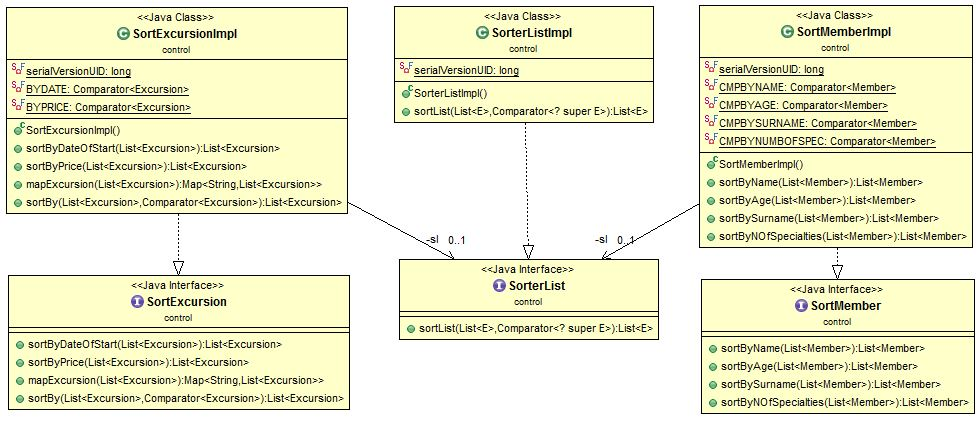 <<Java Class>>
SortExcursionImpl
control
serialVersionUID: long
BYDATE: Comparator<Excursion>
BYPRICE: Comparator<Excursion>
SortExcursionImpl()
sortByDateOfStart(List<Excursion>):List<Excursion>
sortByPrice(List<Excursion>):List<Excursion>
mapExcursion(List<Excursion>):Map<String,List<Excursion>>
sortBy(List<Excursion>,Comparator<Excursion>):List<Excursion>
<<Java Class>>
SorterListImpl
control
serialVersionUID: long
SorterListImpl()
sortList(List<E>,Comparator<? super E>):List<E>
<<Java Class>>
SortMemberImpl
control
serialVersionUID: long
CMPBYNAME: Comparator<Member>
CMPBYAGE: Comparator<Member>
CMPBYSURNAME: Comparator<Member>
CMPBYNUMBOFSPEC: Comparator<Member>
SortMemberImpl()
sortByName(List<Member>):List<Member>
sortByAge(List<Member>):List<Member>
sortBySurname(List<Member>):List<Member>
sortByNOfSpecialties(List<Member>):List<Member>
-sl 0..1
-sl 0..1
<<Java Interface>>
SortExcursion
control
sortByDateOfStart(List<Excursion>):List<Excursion>
sortByPrice(List<Excursion>):List<Excursion>
mapExcursion(List<Excursion>):Map<String,List<Excursion>>
sortBy(List<Excursion>,Comparator<Excursion>):List<Excursion>
<<Java Interface>>
SorterList
control
sortList(List<E>,Comparator<? super E>):List<E>
<<Java Interface>>
SortMember
control
sortByName(List<Member>):List<Member>
sortByAge(List<Member>):List<Member>
sortBySurname(List<Member>):List<Member>
sortByNOfSpecialties(List<Member>):List<Member>